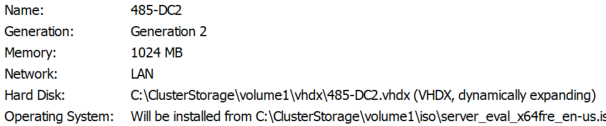 Name: 485-DC2
Generation: Generation 2
Memory: 1024 MB
Network: LAN
Hard Disk: C:\ClusterStorage\volume1\vhdx\485-DC2.vhdx (VHDX, dynamically expanding)
Operating System: Will be installed from C:\ClusterStorage\volume1\iso\server_eval_x64fre_en-us.is